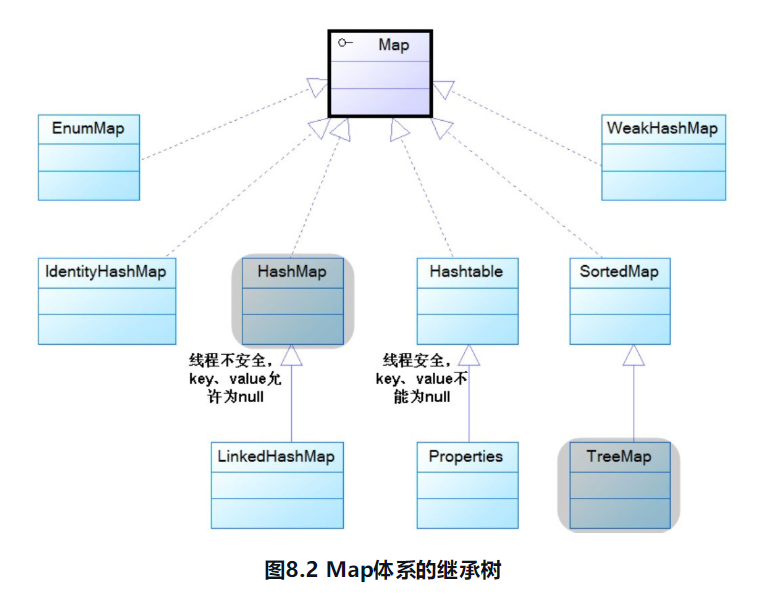 Map
EnumMap
WeakHashMap
IdentityHashMap
HashMap
Hashtable
SortedMap
线程不安全，
key、value允
许为null
线程安全，
key、value不
能为null
LinkedHashMap
Properties
TreeMap
图8.2 Map体系的继承树